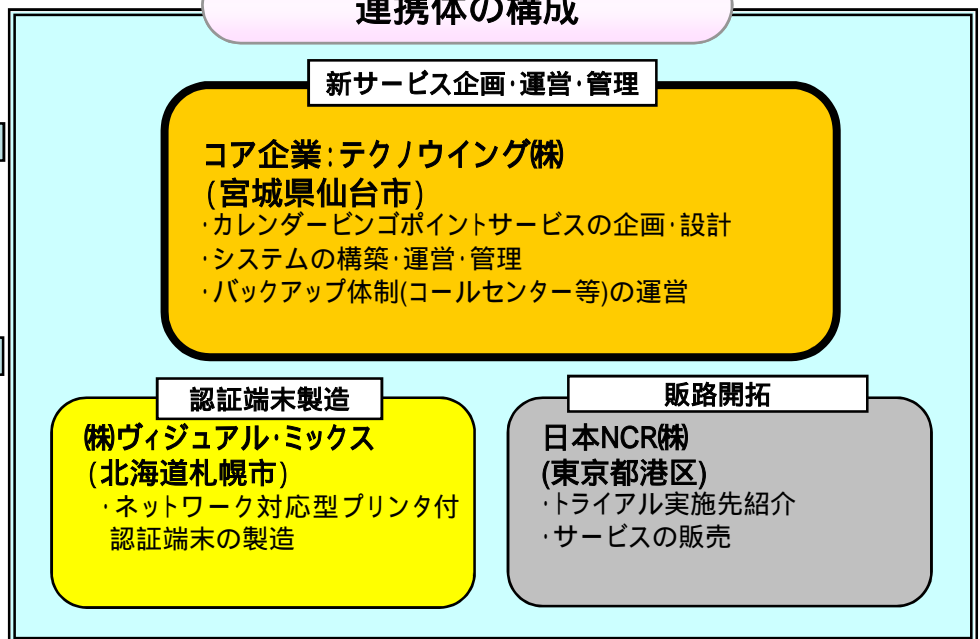 連携体の構成
新サービス企画･運営･管理
コア企業:テクノウイング㈱
(宮城県仙台市)
･カレンダービンゴポイントサービスの企画･設計
･システムの構築･運営･管理
･バックアップ体制(コールセンター等)の運営
認証端末製造
㈱ヴィジュアル･ミックス
(北海道札幌市)
･ネットワーク対応型プリンタ付
認証端末の製造
販路開拓
日本NCR㈱
(東京都港区)
･トライアル実施先紹介
･サービスの販売